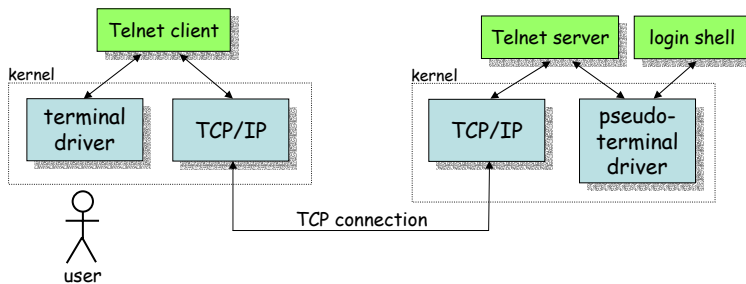 Telnet client
Telnet server
login shell
kernel
kernel
terminal
driver
TCP/IP
TCP/IP
pseudo-
terminal
driver
TCP connection
user